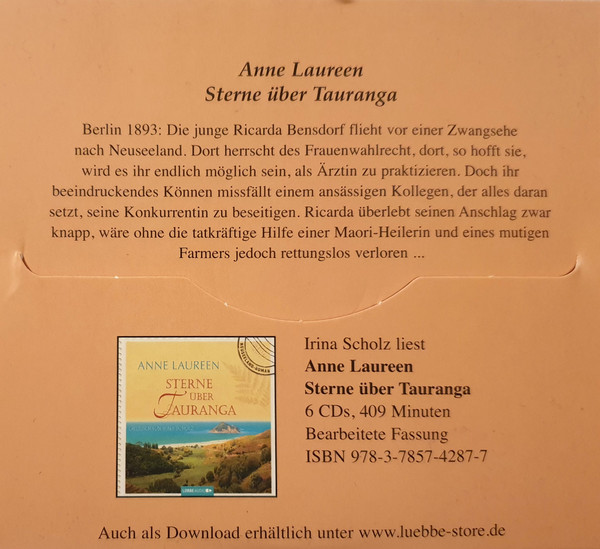 Anne Laureen
Sterne über Tauranga
Berlin 1893: Die junge Ricarda Bensdorf flieht vor einer Zwangsehe
nach Neuseeland. Dort herrscht des Frauenwahlrecht, dort, so hofft sie,
wird es ihr endlich möglich sein, als Ärztin zu praktizieren. Doch ihr
beeindruckendes Können missfällt einem ansässigen Kollegen, der alles daran
setzt, seine Konkurrentin zu beseitigen. Ricarda überlebt seinen Anschlag zwar
knapp, wäre ohne die tatkräftige Hilfe einer Maori-Heilerin und eines mutigen
Farmers jedoch rettungslos verloren ...
NEUSEELAND-ROMAN
ANNE LAUREEN
STERNE
ÜBER
TAURANGA
LÜBBE AUDIO
Irina Scholz liest
Anne Laureen
Sterne über Tauranga
6 CDs, 409 Minuten
Bearbeitete Fassung
ISBN 978-3-7857-4287-7
Auch als Download erhältlich unter www.luebbe-store.de